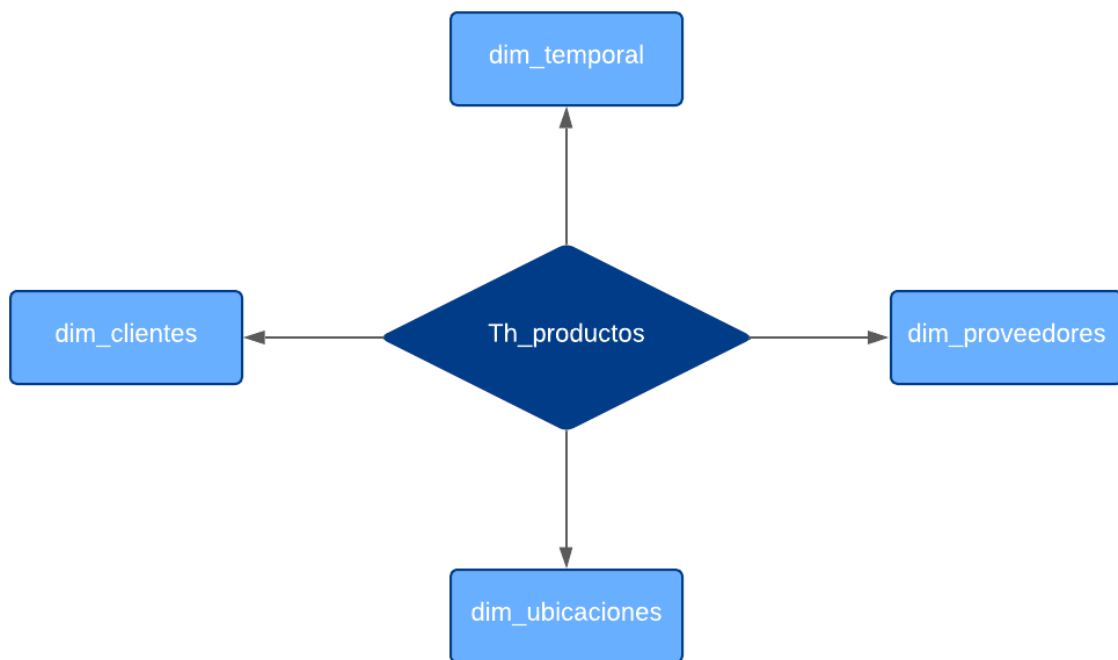 dim_temporal
dim_clientes
Th_productos
dim_proveedores
dim_ubicaciones